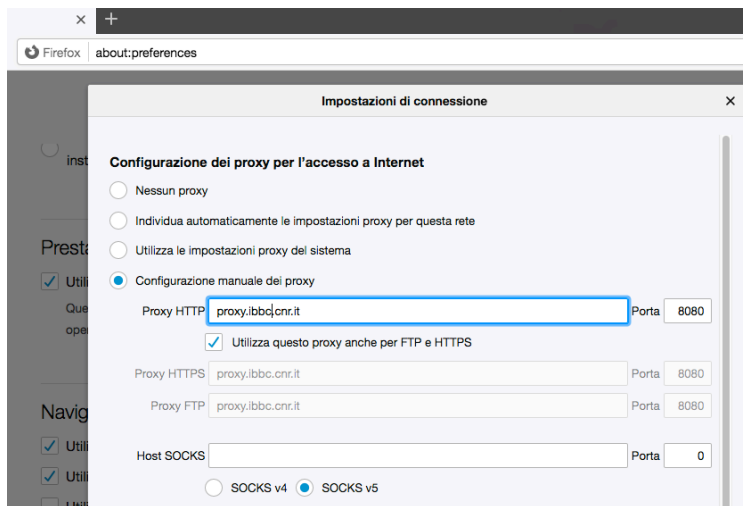 × +
Firefox about:preferences
Impostazioni di connessione ×
inst
Configurazione dei proxy per l'accesso a Internet
Nessun proxy
Individua automaticamente le impostazioni proxy per questa rete
Presta
Utilizza le impostazioni proxy del sistema
Utili
Configurazione manuale dei proxy
Que
Proxy HTTP proxy.ibbc.cnr.it Porta 8080
oper
Utilizza questo proxy anche per FTP e HTTPS
Proxy HTTPS proxy.ibbc.cnr.it Porta 8080
Navig
Proxy FTP proxy.ibbc.cnr.it Porta 8080
Utili
Host SOCKS Porta 0
Utili
SOCKS v4 SOCKS v5